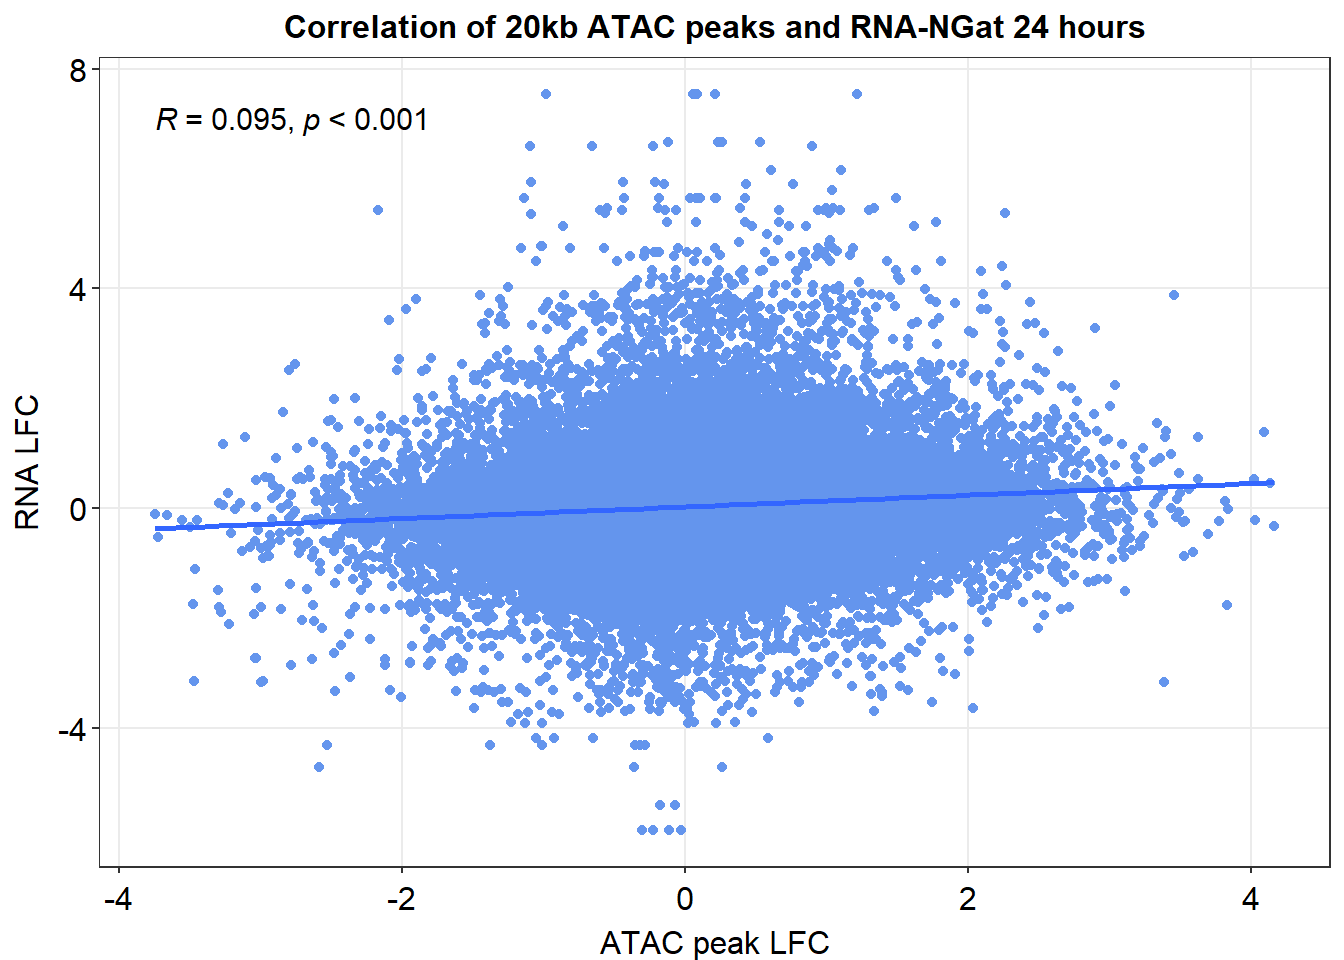 Correlation of 20kb ATAC peaks and RNA-NGat 24 hours
R = 0.095, p < 0.001
8
4
0
-4
RNA LFC
-4 -2 0 2 4
ATAC peak LFC